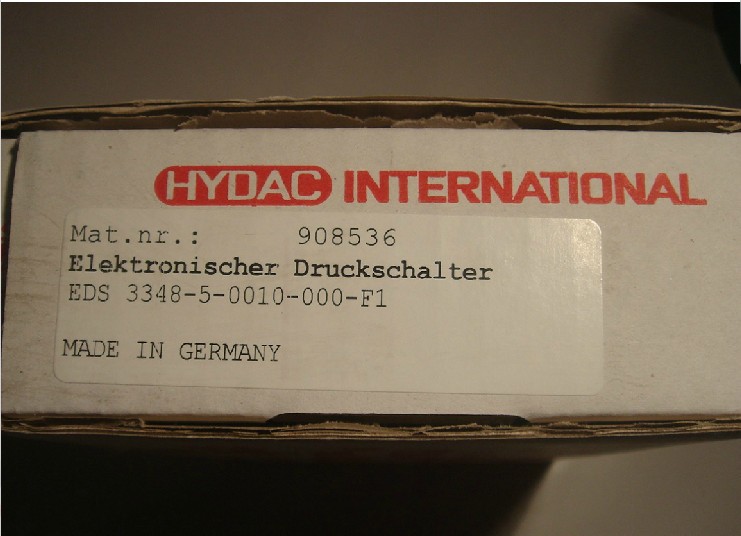 HYDAC INTERNATIONAL
Mat.nr.: 908536
Elektronischer Druckschalter
EDS 3348-5-0010-000-F1
MADE IN GERMANY